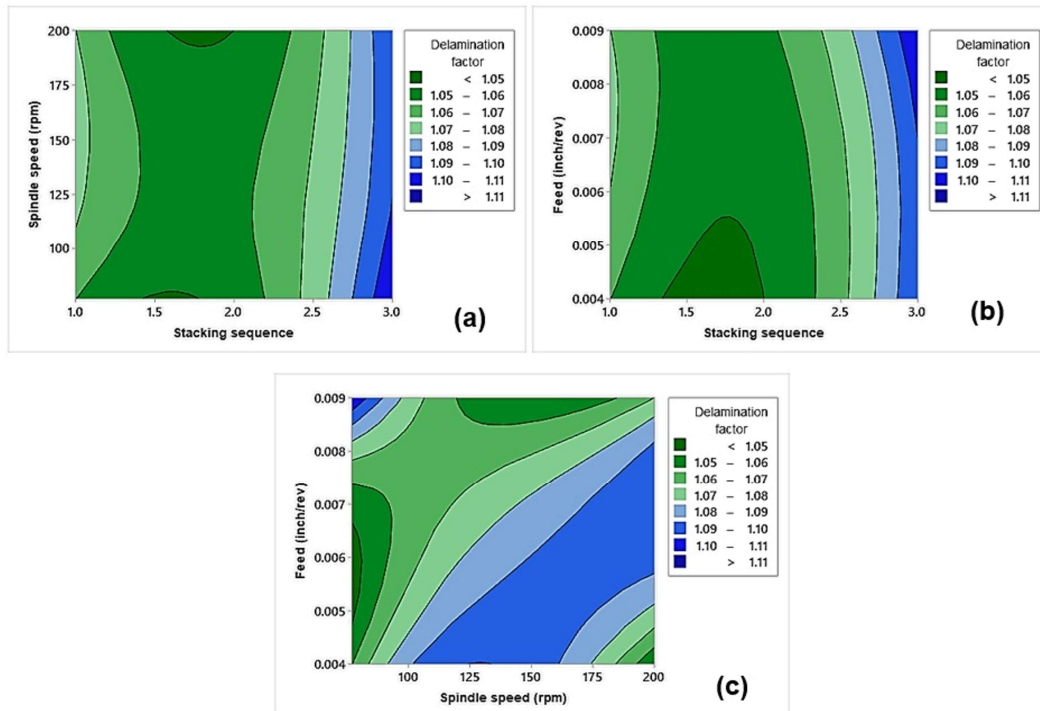 200
175
150
125
100
Spindle speed (rpm)
1.0 1.5 2.0 2.5 3.0
Stacking sequence
Delamination
factor
< 1.05
1.05 – 1.06
1.06 – 1.07
1.07 – 1.08
1.08 – 1.09
1.09 – 1.10
1.10 – 1.11
> 1.11
(a)
0.009
0.008
0.007
0.006
0.005
0.004
Feed (inch/rev)
1.0 1.5 2.0 2.5 3.0
Stacking sequence
Delamination
factor
< 1.05
1.05 – 1.06
1.06 – 1.07
1.07 – 1.08
1.08 – 1.09
1.09 – 1.10
1.10 – 1.11
> 1.11
(b)
0.009
0.008
0.007
0.006
0.005
0.004
Feed (inch/rev)
100 125 150 175 200
Spindle speed (rpm)
Delamination
factor
< 1.05
1.05 – 1.06
1.06 – 1.07
1.07 – 1.08
1.08 – 1.09
1.09 – 1.10
1.10 – 1.11
> 1.11
(c)